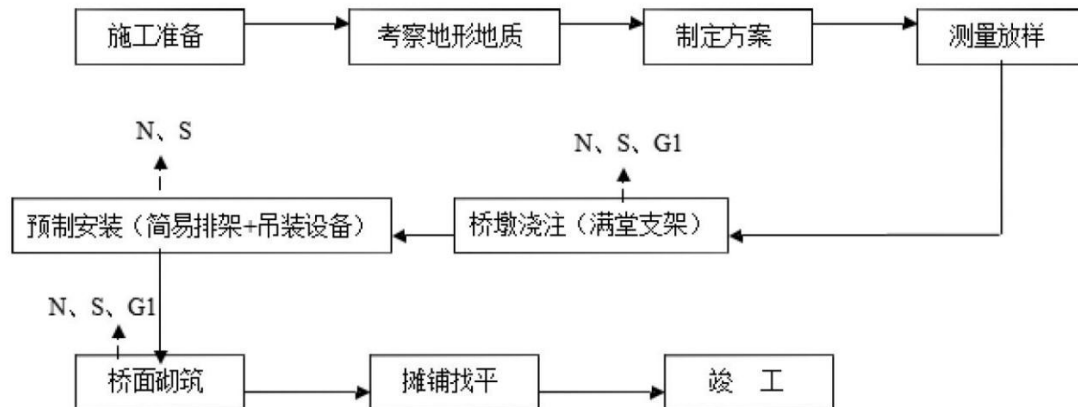 施工准备
考察地形地质
制定方案
测量放样
N、S
N、S、G1
预制安装（简易排架+吊装设备）
桥墩浇注（满堂支架）
N、S、G1
桥面砌筑
摊铺找平
竣 工